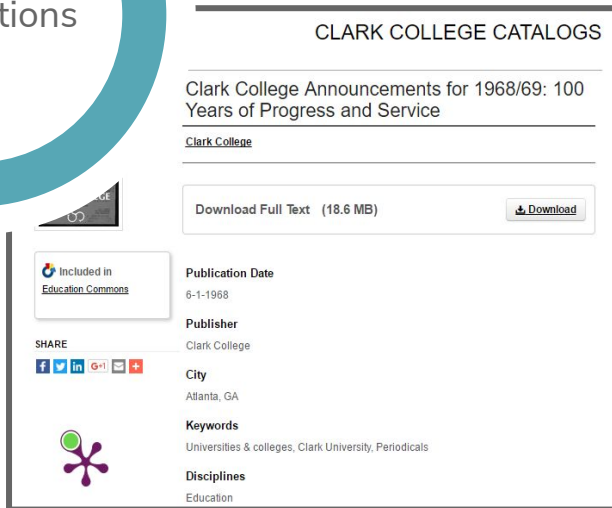 tions
CLARK COLLEGE CATALOGS
Clark College Announcements for 1968/69: 100
Years of Progress and Service
Clark College
Download Full Text (18.6 MB)
Download
Included in
Education Commons
SHARE
G+1
Publication Date
6-1-1968
Publisher
Clark College
City
Atlanta, GA
Keywords
Universities & colleges, Clark University, Periodicals
Disciplines
Education